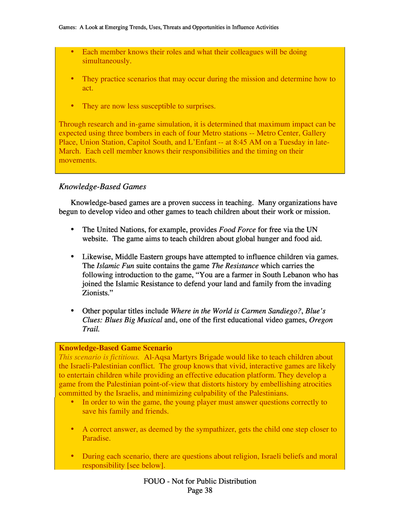 Games:  A Look at Emerging Trends, Uses, Threats and Opportunities in Influence Activities
• Each member knows their roles and what their colleagues will be doing
simultaneously.
• They practice scenarios that may occur during the mission and determine how to
act.
• They are now less susceptible to surprises.
Through research and in-game simulation, it is determined that maximum impact can be
expected using three bombers in each of four Metro stations -- Metro Center, Gallery
Place, Union Station, Capitol South, and L'Enfant -- at 8:45 AM on a Tuesday in late-
March.  Each cell member knows their responsibilities and the timing on their
movements.
Knowledge-Based Games
Knowledge-based games are a proven success in teaching.  Many organizations have
begun to develop video and other games to teach children about their work or mission.
• The United Nations, for example, provides Food Force for free via the UN
website.  The game aims to teach children about global hunger and food aid.
• Likewise, Middle Eastern groups have attempted to influence children via games.
The Islamic Fun suite contains the game The Resistance which carries the
following introduction to the game, "You are a farmer in South Lebanon who has
joined the Islamic Resistance to defend your land and family from the invading
Zionists."
• Other popular titles include Where in the World is Carmen Sandiego?, Blue's
Clues: Blues Big Musical and, one of the first educational video games, Oregon
Trail.
Knowledge-Based Game Scenario
This scenario is fictitious.  Al-Aqsa Martyrs Brigade would like to teach children about
the Israeli-Palestinian conflict.  The group knows that vivid, interactive games are likely
to entertain children while providing an effective education platform. They develop a
game from the Palestinian point-of-view that distorts history by embellishing atrocities
committed by the Israelis, and minimizing culpability of the Palestinians.
• In order to win the game, the young player must answer questions correctly to
save his family and friends.
• A correct answer, as deemed by the sympathizer, gets the child one step closer to
Paradise.
• During each scenario, there are questions about religion, Israeli beliefs and moral
responsibility [see below].
FOUO - Not for Public Distribution
Page 38